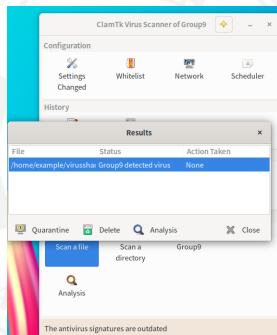 ClamTk Virus Scanner of Group9
Configuration
Settings Changed
Whitelist
Network
Scheduler
History
Results
File
Status
Action Taken
/home/example/virusshar
Group9 detected virus
None
Quarantine
Delete
Analysis
Close
Scan a file
Scan a directory
Group9
Analysis
The antivirus signatures are outdated